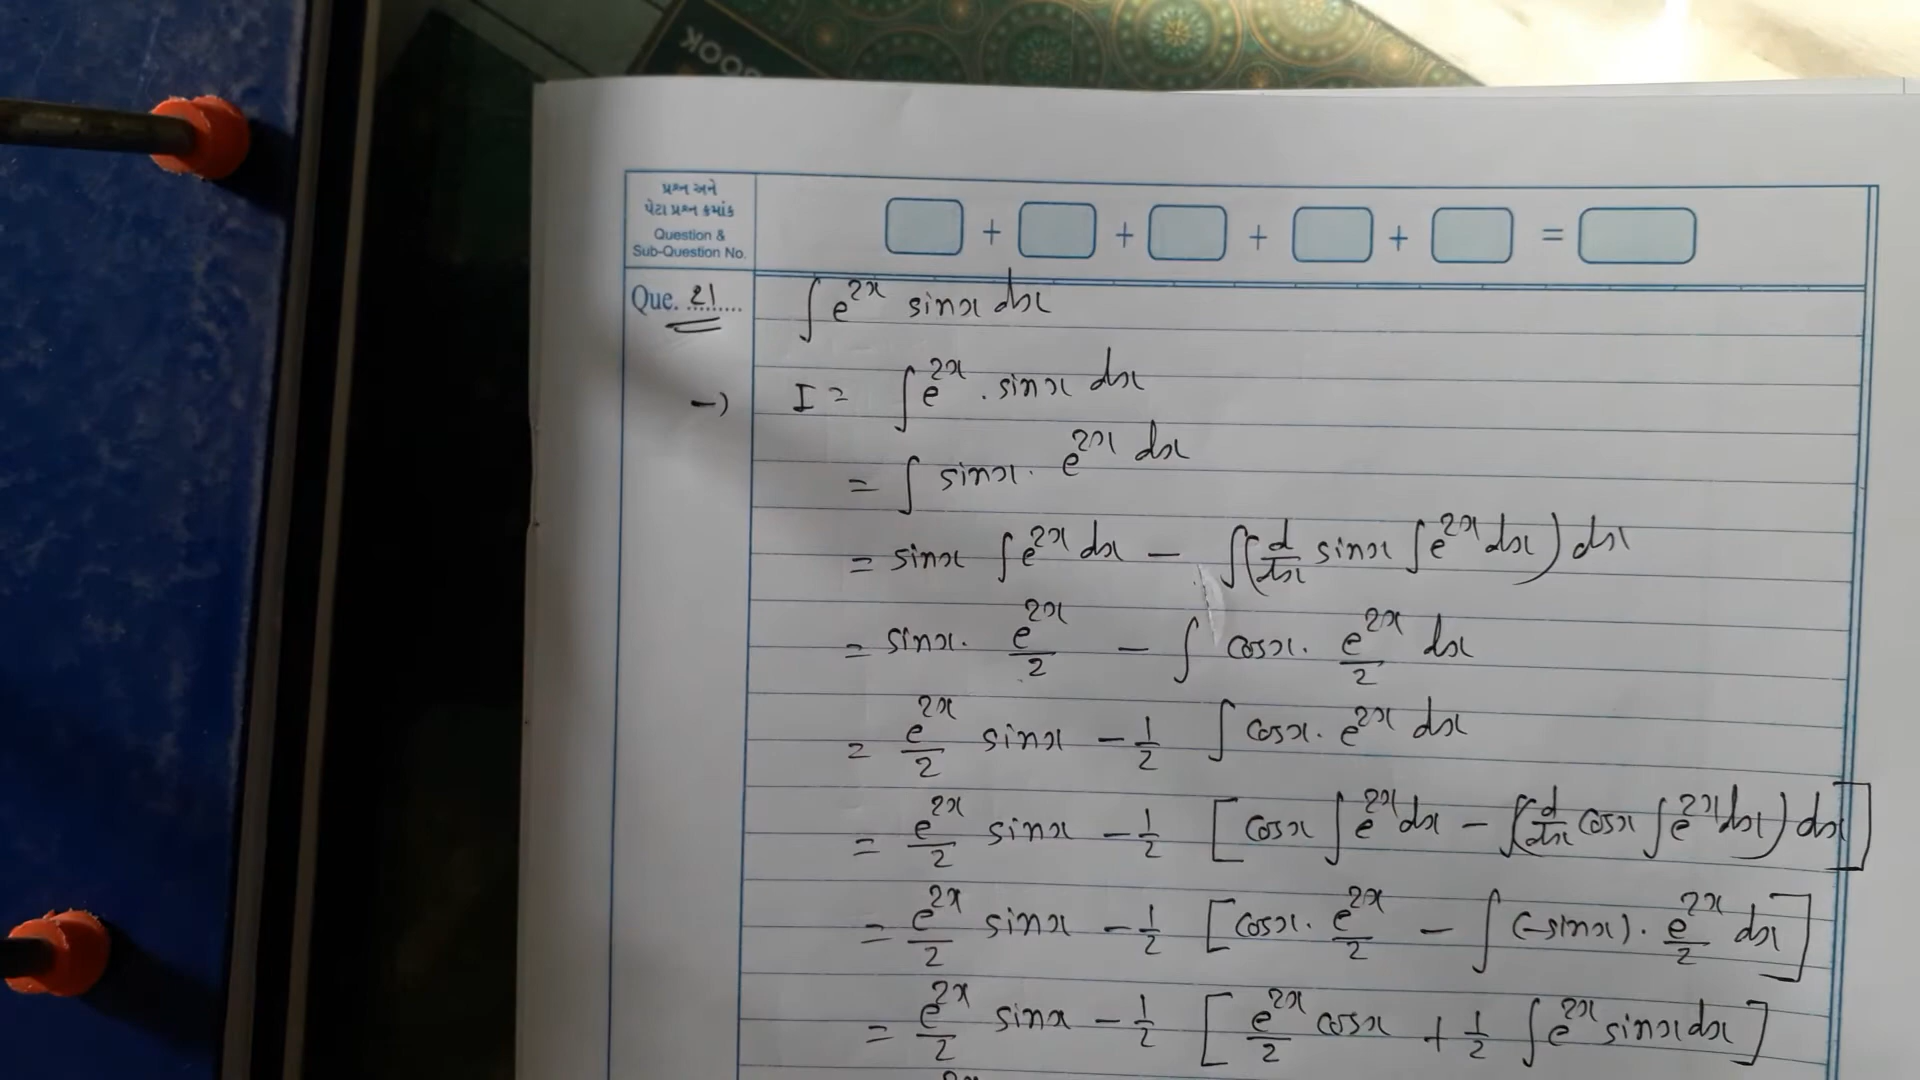 BOOK
પ્રશ્ન અને
પેટા પ્રશ્ન ક્રમાંક
Question &
Sub-Question No.
+ + + + =
Que. 21 ∫ e^{2x} sinx dx
→) I = ∫ e^{2x} . sinx dx
= ∫ sinx . e^{2x} dx
= sinx ∫ e^{2x} dx − ∫ (d/dx sinx ∫ e^{2x} dx) dx
= sinx . e^{2x}/2 − ∫ cosx . e^{2x}/2 dx
= e^{2x}/2 sinx − 1/2 ∫ cosx . e^{2x} dx
= e^{2x}/2 sinx − 1/2 [cosx ∫ e^{2x} dx − ∫ (d/dx cosx ∫ e^{2x} dx) dx]
= e^{2x}/2 sinx − 1/2 [cosx . e^{2x}/2 − ∫ (−sinx) . e^{2x}/2 dx]
= e^{2x}/2 sinx − 1/2 [e^{2x}/2 cosx + 1/2 ∫ e^{2x} sinx dx]